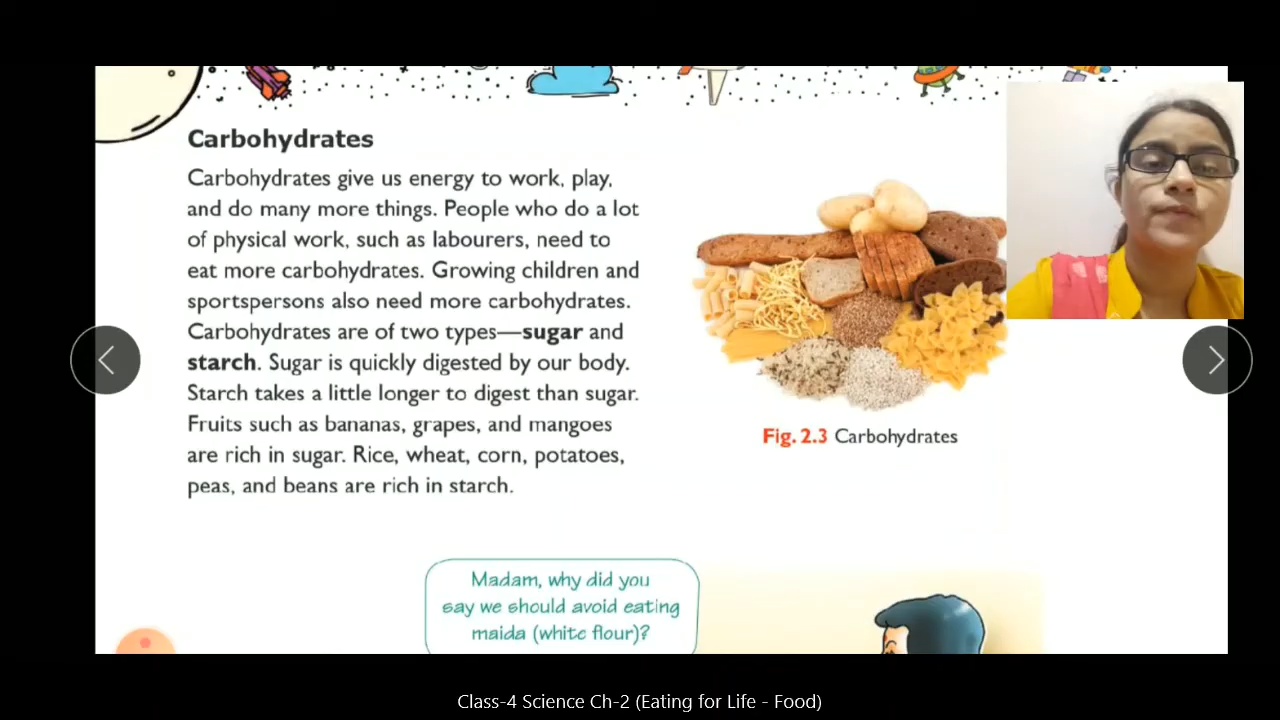 Carbohydrates
Carbohydrates give us energy to work, play,
and do many more things. People who do a lot
of physical work, such as labourers, need to
eat more carbohydrates. Growing children and
sportspersons also need more carbohydrates.
Carbohydrates are of two types—sugar and
starch. Sugar is quickly digested by our body.
Starch takes a little longer to digest than sugar.
Fruits such as bananas, grapes, and mangoes
are rich in sugar. Rice, wheat, corn, potatoes,
peas, and beans are rich in starch.
Fig. 2.3 Carbohydrates
Madam, why did you
say we should avoid eating
maida (white flour)?
Class-4 Science Ch-2 (Eating for Life - Food)